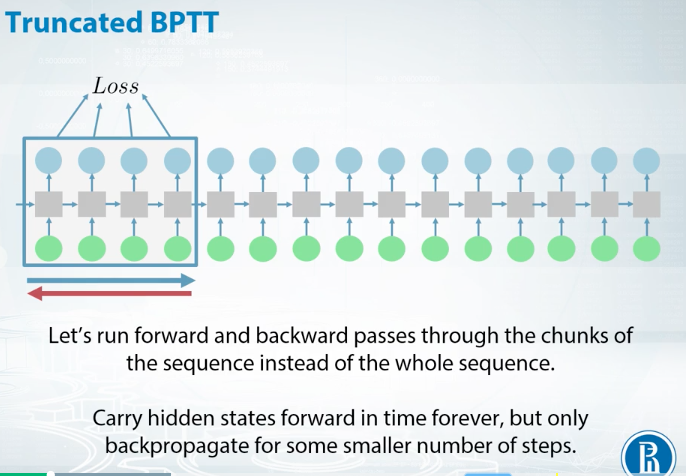 Truncated BPTT
Loss
Let's run forward and backward passes through the chunks of
the sequence instead of the whole sequence.
Carry hidden states forward in time forever, but only
backpropagate for some smaller number of steps.